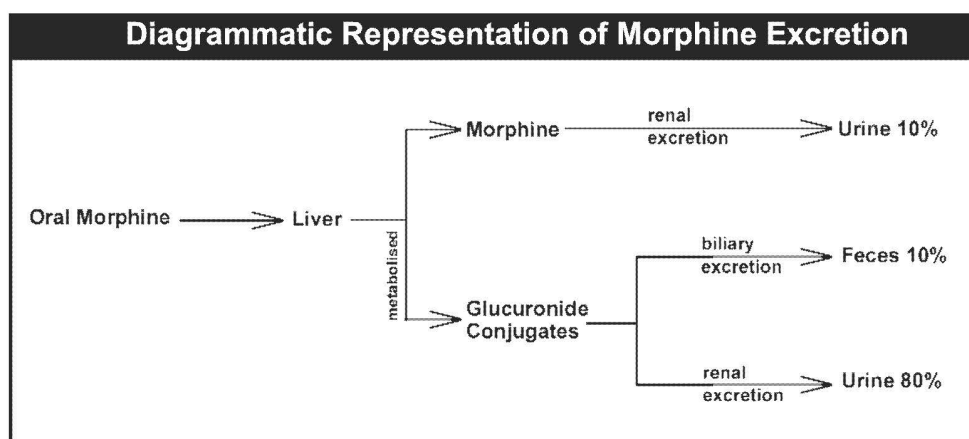 Diagrammatic Representation of Morphine Excretion
Morphine
renal
excretion
Urine 10%
Oral Morphine
Liver
metabolised
biliary
excretion
Feces 10%
Glucuronide
Conjugates
renal
excretion
Urine 80%